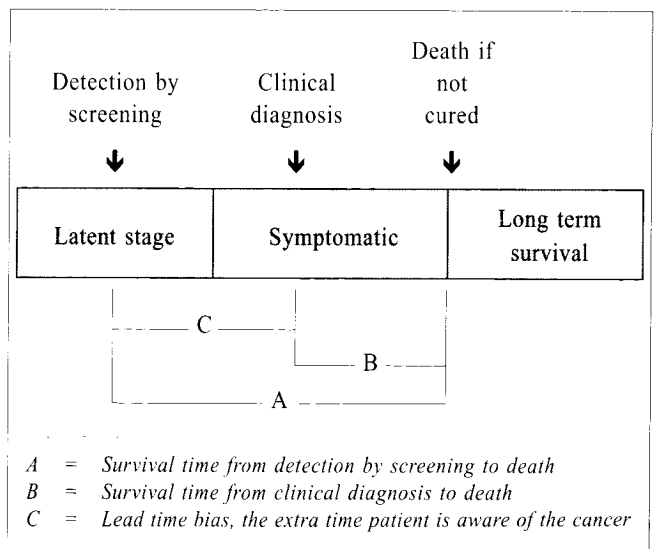 Detection by
screening
Clinical
diagnosis
Death if
not
cured
Latent stage
Symptomatic
Long term
survival
C
B
A
A = Survival time from detection by screening to death
B = Survival time from clinical diagnosis to death
C = Lead time bias, the extra time patient is aware of the cancer